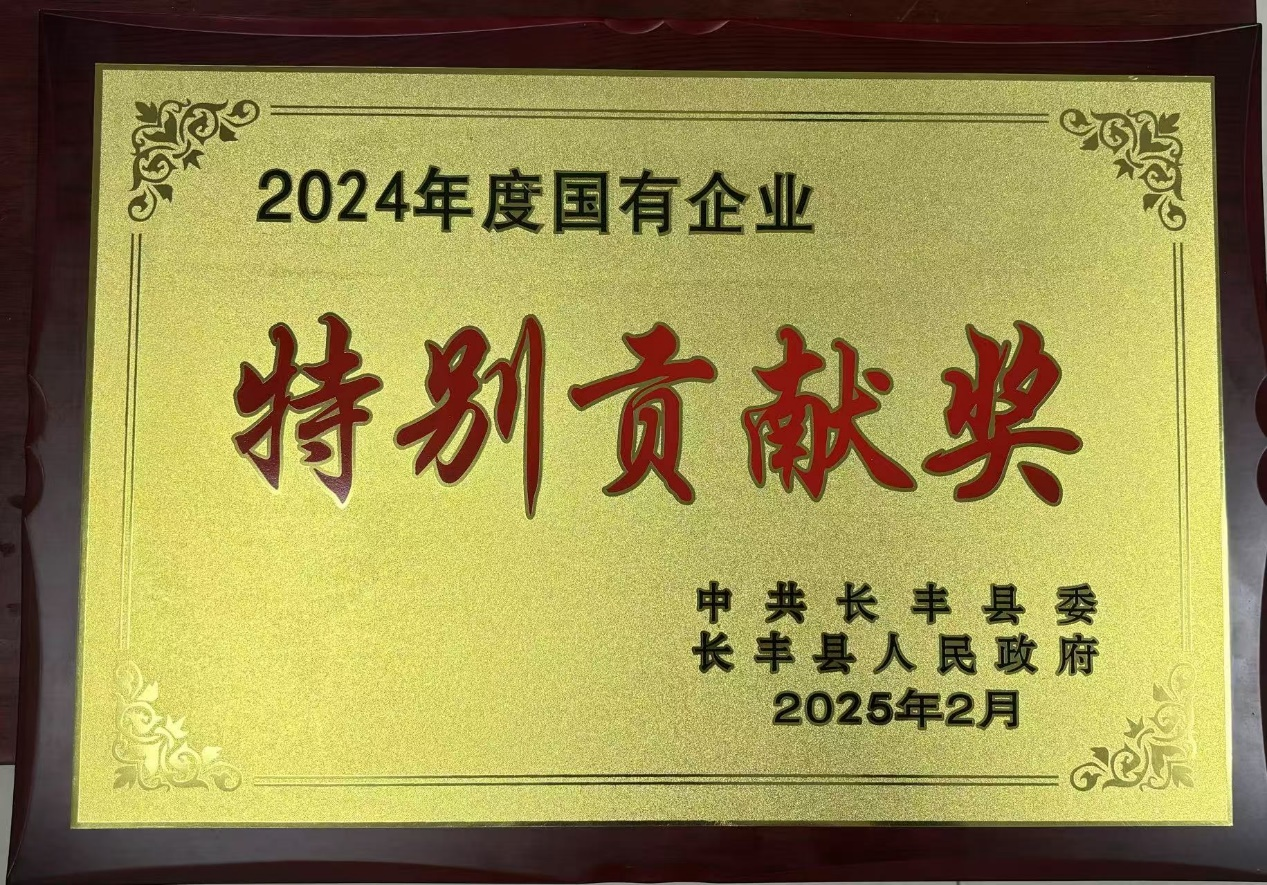 2024年度国有企业
特别贡献奖
中共长丰县委
长丰县人民政府
2025年2月